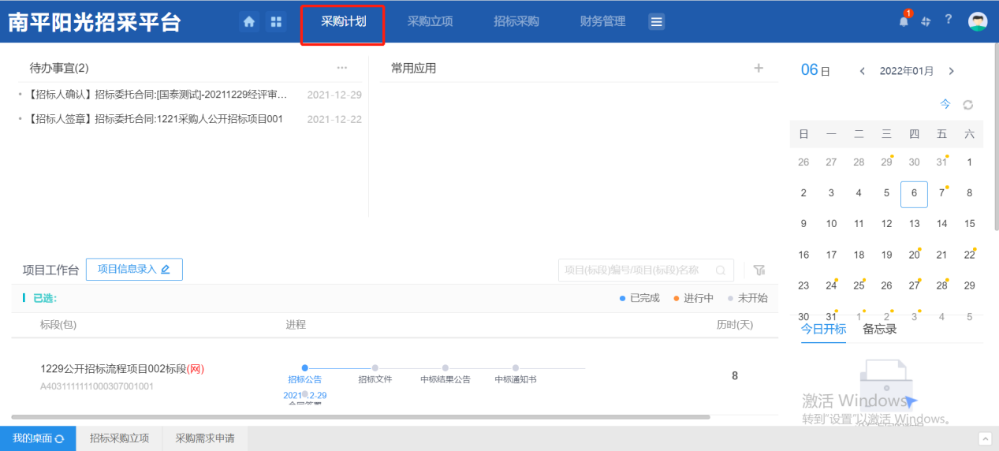 南平阳光招采平台
采购计划 采购立项 招标采购 财务管理
1
?
待办事宜(2) ...
【招标人确认】招标委托合同:[国泰测试]-20211229经评审... 2021-12-29
【招标人签章】招标委托合同:1221采购人公开招标项目001 2021-12-22
常用应用
06日 2022年01月
今
日 一 二 三 四 五 六
26 27 28 29 30 31 1
2 3 4 5 6 7 8
9 10 11 12 13 14 15
16 17 18 19 20 21 22
23 24 25 26 27 28 29
30 31 1 2 3 4 5
今日开标 备忘录
项目工作台 项目信息录入 项目(标段)编号/项目(标段)名称
已选: 已完成 进行中 未开始
标段(包) 进程 历时(天)
1229公开招标流程项目002标段(网)
A4031111111000307001001
招标公告 招标文件 中标结果公告 中标通知书
2021-12-29
8
激活 Windows
转到"设置"以激活 Windows。
我的桌面 招标采购立项 采购需求申请